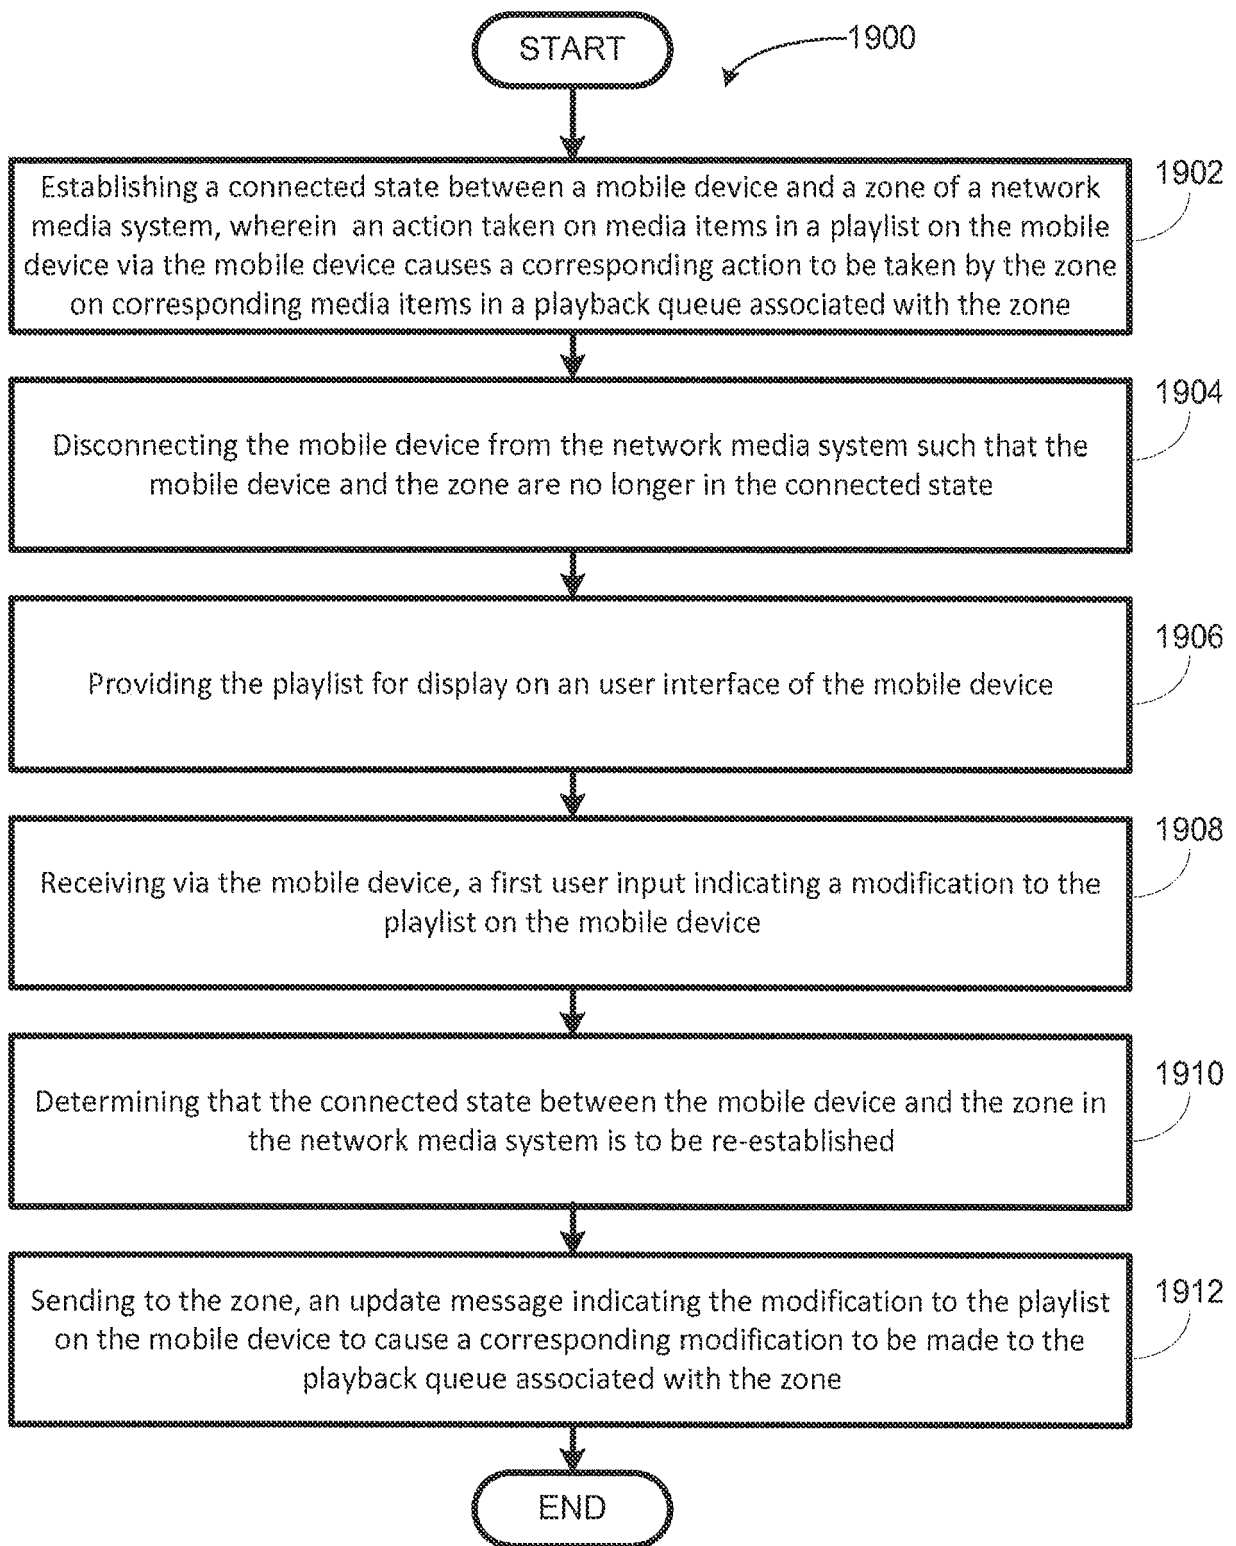 START
1900
1902
Establishing a connected state between a mobile device and a zone of a network
media system, wherein an action taken on media items in a playlist on the mobile
device via the mobile device causes a corresponding action to be taken by the zone
on corresponding media items in a playback queue associated with the zone
1904
Disconnecting the mobile device from the network media system such that the
mobile device and the zone are no longer in the connected state
1906
Providing the playlist for display on an user interface of the mobile device
1908
Receiving via the mobile device, a first user input indicating a modification to the
playlist on the mobile device
1910
Determining that the connected state between the mobile device and the zone in
the network media system is to be re-established
1912
Sending to the zone, an update message indicating the modification to the playlist
on the mobile device to cause a corresponding modification to be made to the
playback queue associated with the zone
END